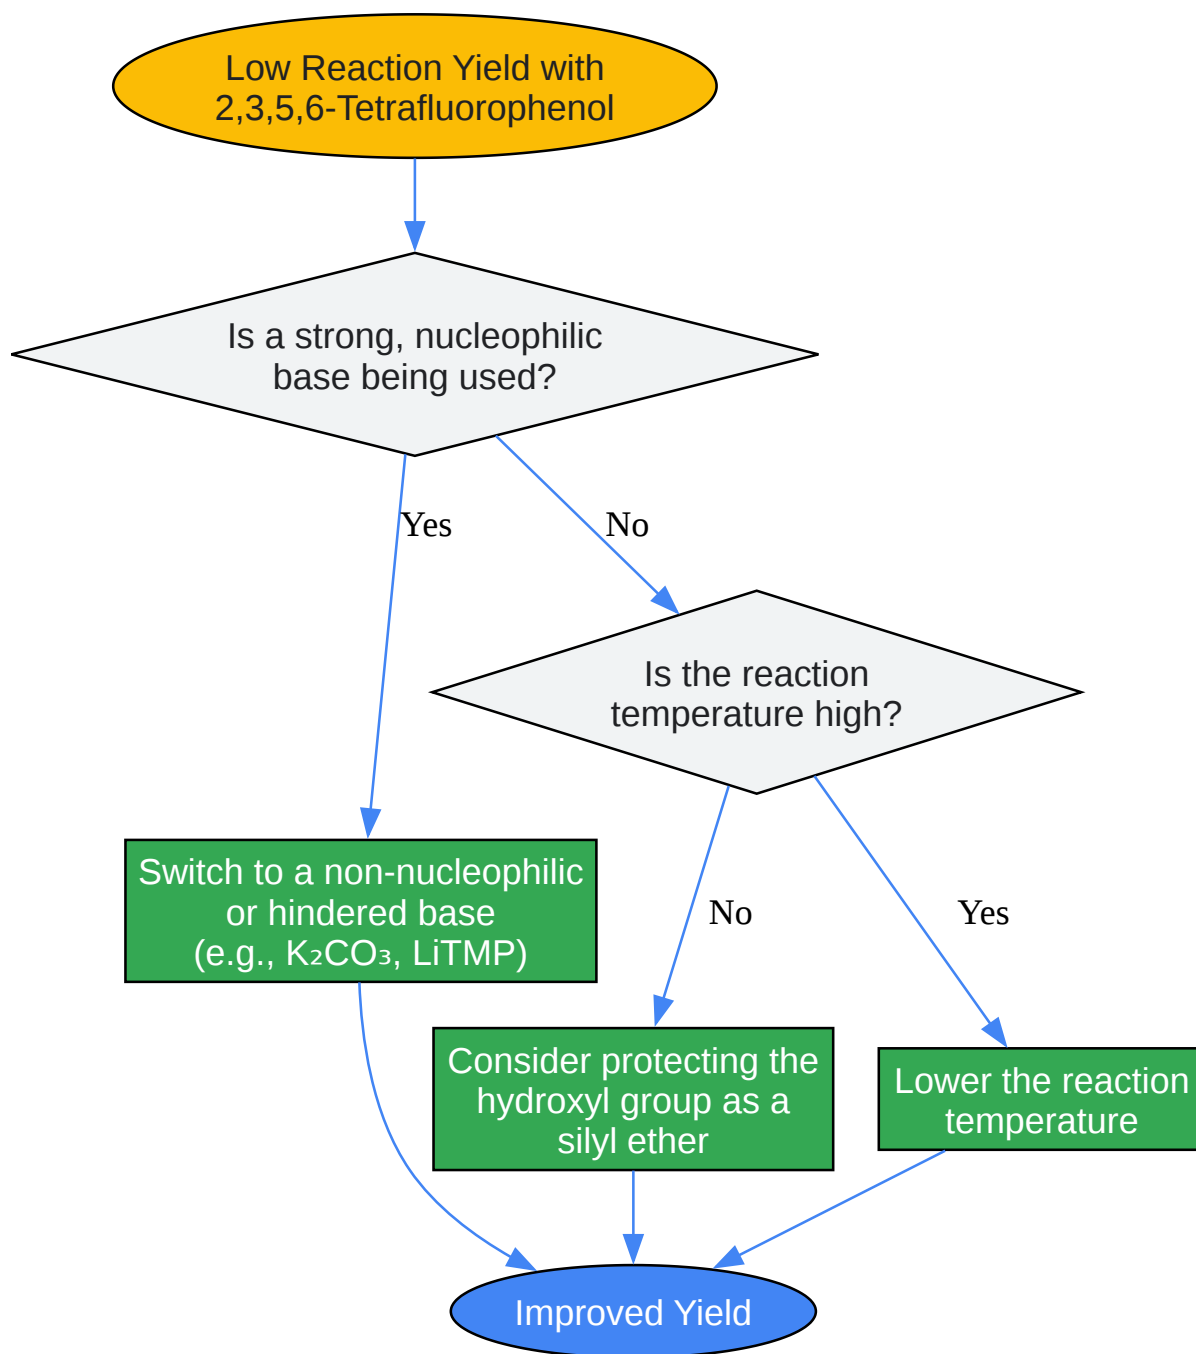 Low Reaction Yield with
2,3,5,6-Tetrafluorophenol
Is a strong, nucleophilic
base being used?
Yes
No
Is the reaction
temperature high?
Switch to a non-nucleophilic
or hindered base
(e.g., K₂CO₃, LiTMP)
No
Yes
Consider protecting the
hydroxyl group as a
silyl ether
Lower the reaction
temperature
Improved Yield